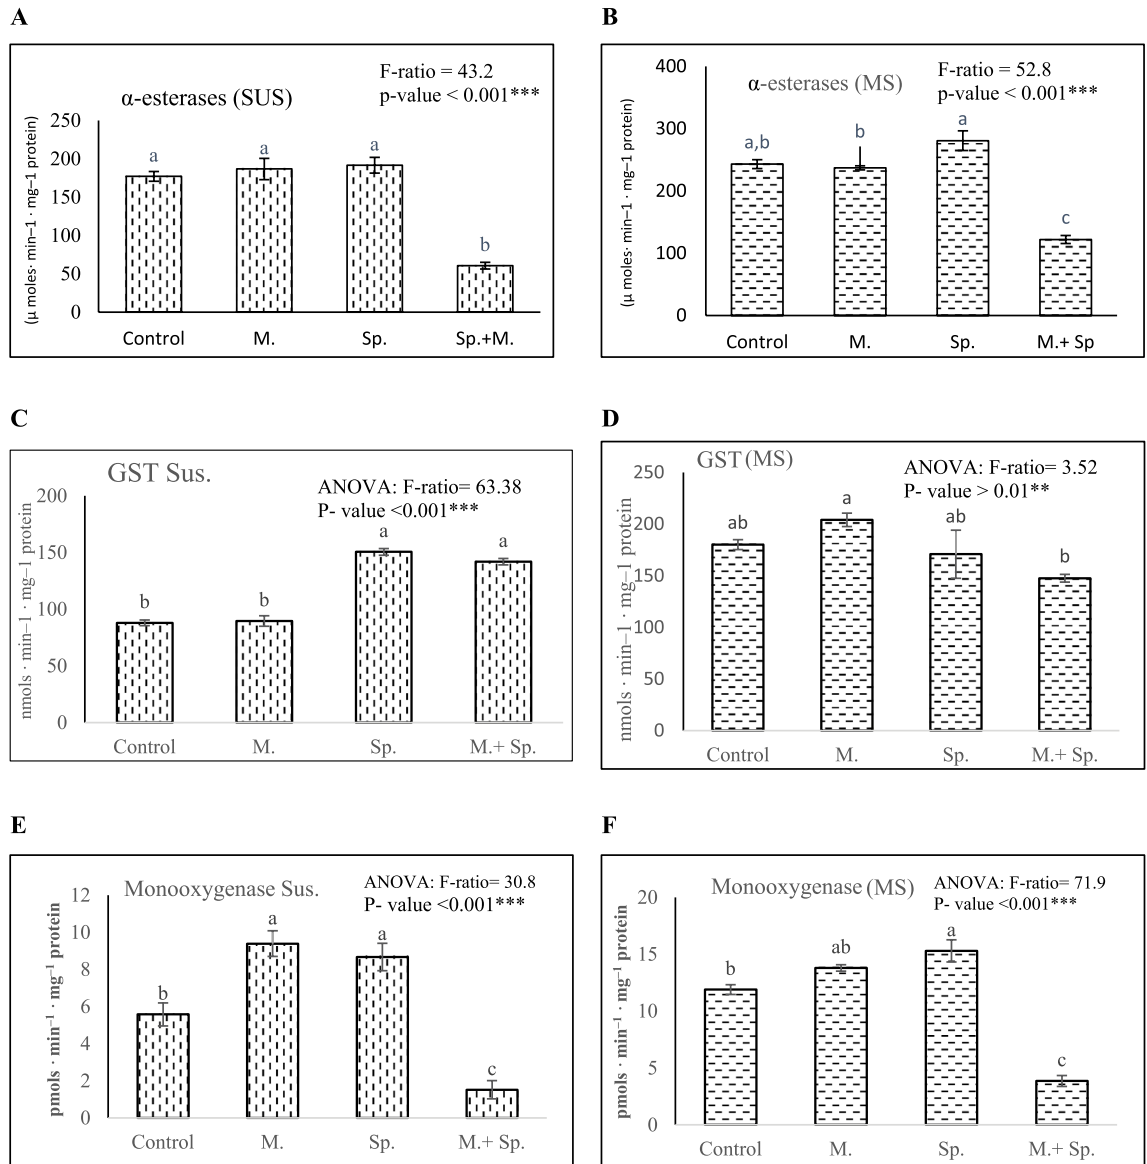 A
F-ratio = 43.2
p-value < 0.001***
α-esterases (SUS)
(µ moles· min–1 · mg–1 protein)
250
200
150
100
50
0
a
a
a
b
Control
M.
Sp.
Sp.+M.
B
F-ratio = 52.8
p-value < 0.001***
α-esterases (MS)
(µ moles· min–1 · mg–1 protein)
400
300
200
100
0
a,b
b
a
c
Control
M.
Sp.
M.+ Sp
C
GST Sus.
ANOVA: F-ratio= 63.38
P- value <0.001***
nmols · min–1 · mg–1 protein
200
150
100
50
0
b
b
a
a
Control
M.
Sp.
M.+ Sp.
D
GST (MS)
ANOVA: F-ratio= 3.52
P- value > 0.01**
nmols · min–1 · mg–1 protein
250
200
150
100
50
0
ab
a
ab
b
Control
M.
Sp.
M.+ Sp.
E
Monooxygenase Sus.
ANOVA: F-ratio= 30.8
P- value <0.001***
pmols · min⁻¹ · mg⁻¹ protein
12
10
8
6
4
2
0
b
a
a
c
Control
M.
Sp.
M.+ Sp.
F
Monooxygenase (MS)
ANOVA: F-ratio= 71.9
P- value <0.001***
pmols · min⁻¹ · mg⁻¹ protein
20
15
10
5
0
b
ab
a
c
Control
M.
Sp.
M.+ Sp.